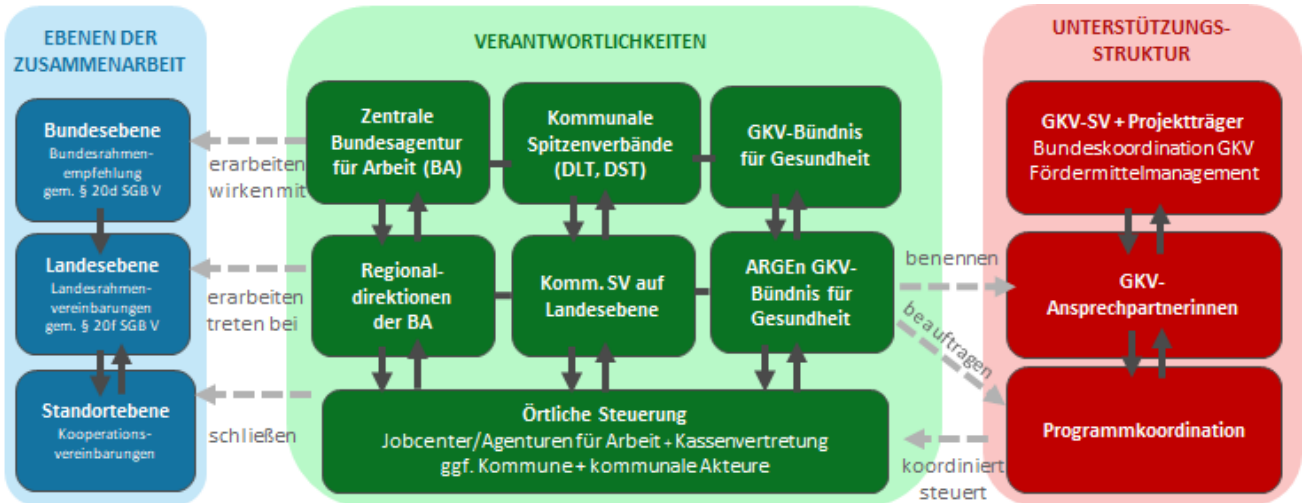 EBENEN DER
ZUSAMMENARBEIT
Bundesebene
Bundesrahmen-
empfehlung
gem. § 20d SGB V
Landesebene
Landesrahmen-
vereinbarungen
gem. § 20f SGB V
Standortebene
Kooperations-
vereinbarungen
erarbeiten
wirken mit
erarbeiten
treten bei
schließen
VERANTWORTLICHKEITEN
Zentrale
Bundesagentur
für Arbeit (BA)
Kommunale
Spitzenverbände
(DLT, DST)
GKV-Bündnis
für Gesundheit
Regional-
direktionen
der BA
Komm. SV auf
Landesebene
ARGEn GKV-
Bündnis für
Gesundheit
Örtliche Steuerung
Jobcenter/Agenturen für Arbeit + Kassenvertretung
ggf. Kommune + kommunale Akteure
benennen
beauftragen
koordiniert
steuert
UNTERSTÜTZUNGS-
STRUKTUR
GKV-SV + Projektträger
Bundeskoordination GKV
Fördermittelmanagement
GKV-
Ansprechpartnerinnen
Programmkoordination